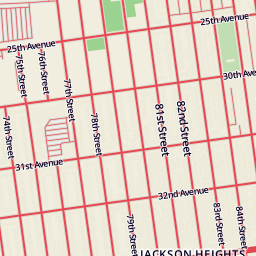 25th Avenue
25th Avenue
75th Street
76th Street
77th Street
30th Ave
74th Street
78th Street
81st Street
82nd Street
31st Avenue
32nd Avenue
79th Street
83rd Street
84th Street
JACKSON HEIGHTS